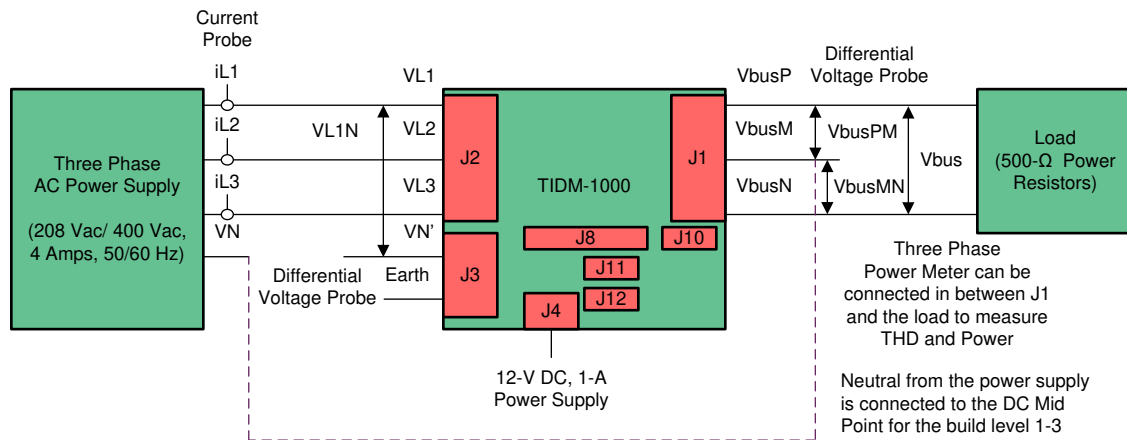 Current
Probe
iL1
iL2
iL3
VN
Three Phase
AC Power Supply
(208 Vac/ 400 Vac,
4 Amps, 50/60 Hz)
VL1N
VL1
VL2
VL3
VN'
Earth
Differential
Voltage Probe
J2
J3
J4
TIDM-1000
J8
J10
J11
J12
J1
12-V DC, 1-A
Power Supply
VbusP
VbusM
VbusN
Differential
Voltage Probe
VbusPM
VbusMN
Vbus
Load
(500-Ω Power
Resistors)
Three Phase
Power Meter can be
connected in between J1
and the load to measure
THD and Power
Neutral from the power supply
is connected to the DC Mid
Point for the build level 1-3